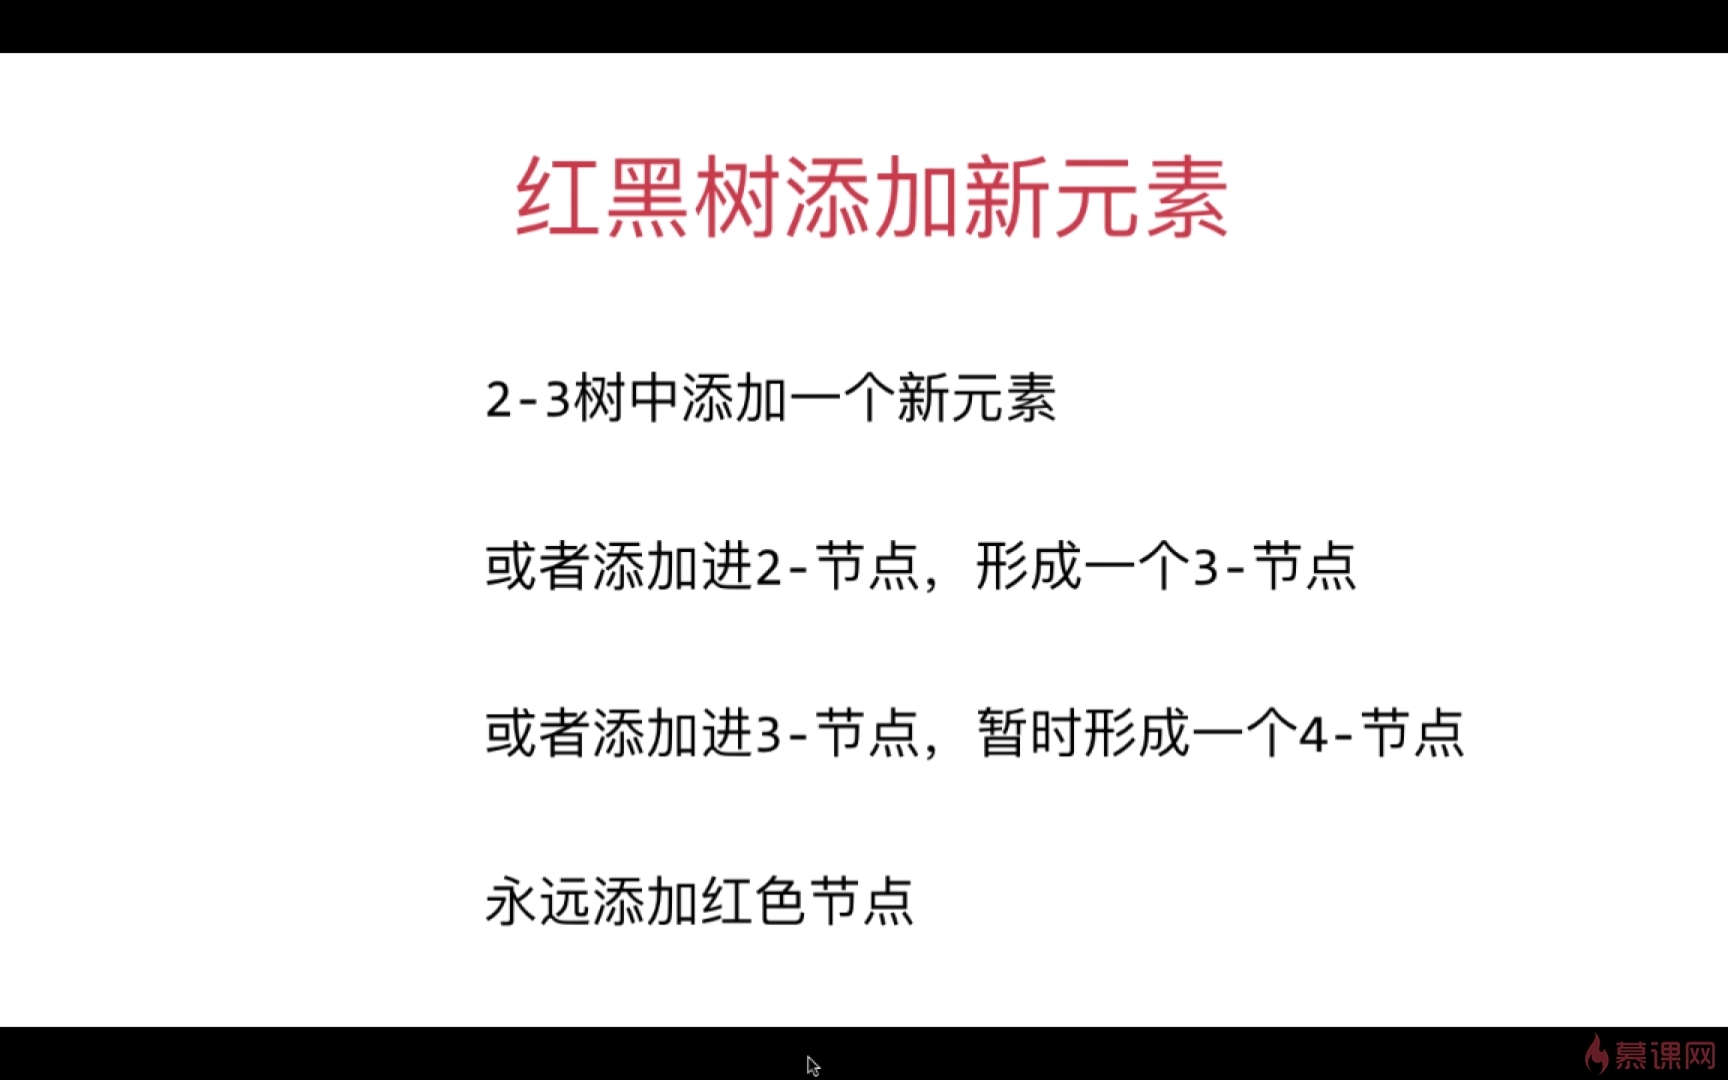 红黑树添加新元素
2-3树中添加一个新元素
或者添加进2-节点，形成一个3-节点
或者添加进3-节点，暂时形成一个4-节点
永远添加红色节点
慕课网